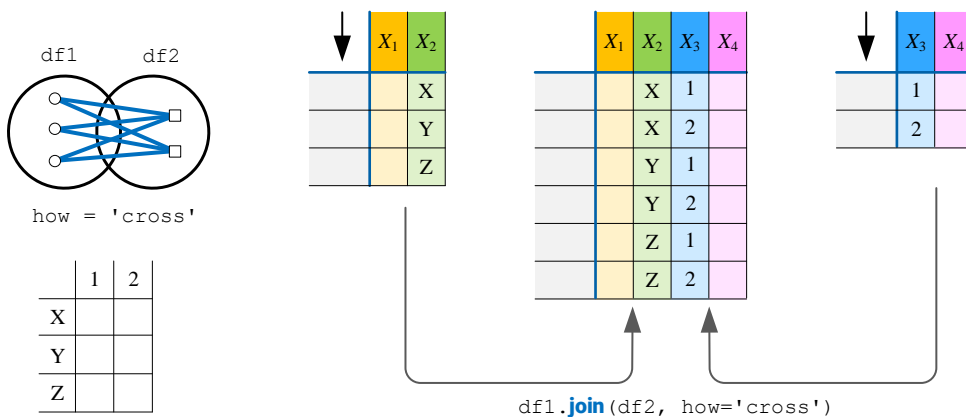 df1 df2
how = 'cross'
1 2
X
Y
Z
X1 X2
X
Y
Z
X1 X2 X3 X4
X 1
X 2
Y 1
Y 2
Z 1
Z 2
X3 X4
1
2
df1.join(df2, how='cross')